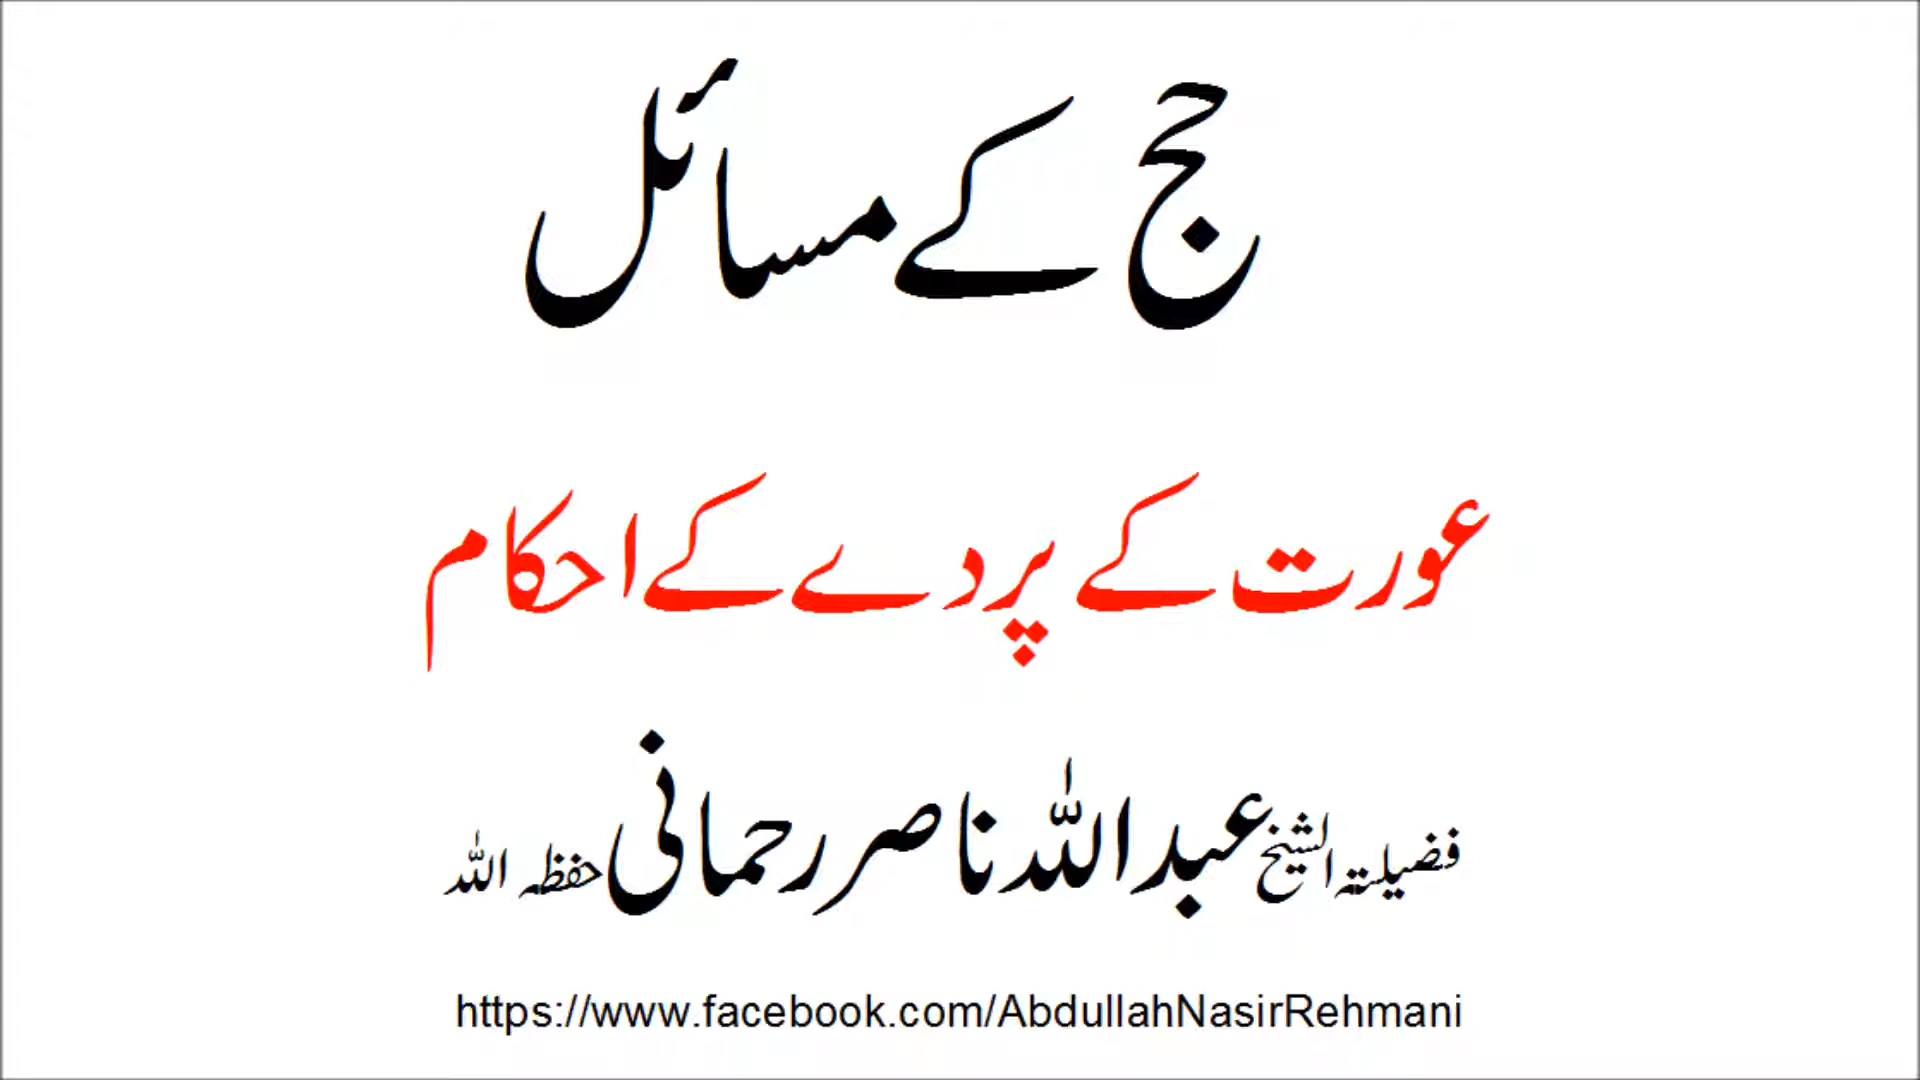 حج کے مسائل
عورت کے پردے کے احکام
فضیلۃ الشیخ عبداللہ ناصر رحمانی حفظہ اللہ
https://www.facebook.com/AbdullahNasirRehmani